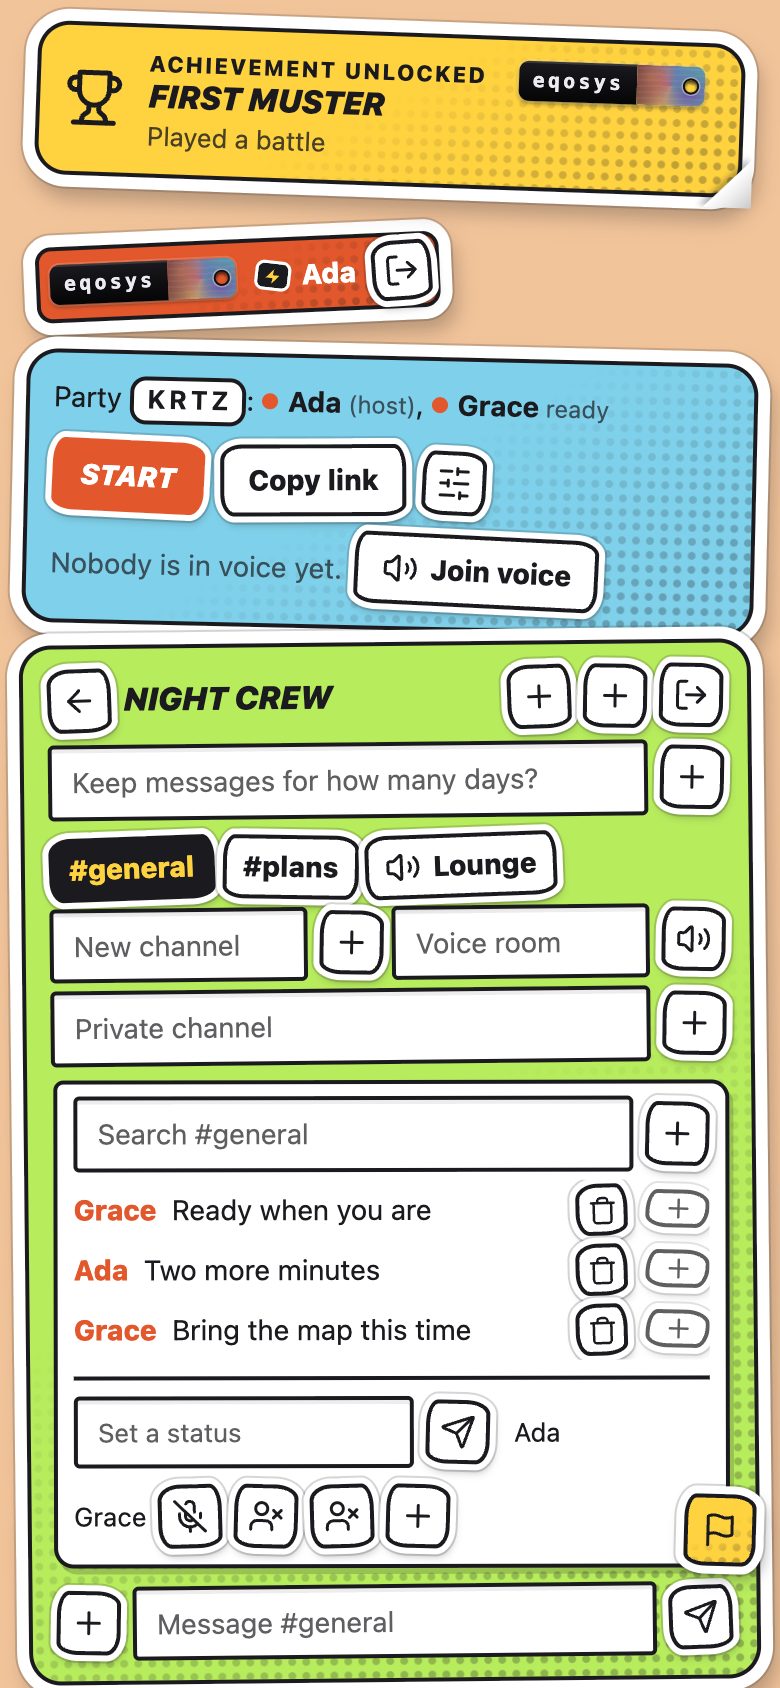 ACHIEVEMENT UNLOCKED
FIRST MUSTER
Played a battle
eqosys
eqosys Ada
Party KRTZ: Ada (host), Grace ready
START Copy link
Nobody is in voice yet. Join voice
NIGHT CREW
Keep messages for how many days?
#general #plans Lounge
New channel Voice room
Private channel
Search #general
Grace Ready when you are
Ada Two more minutes
Grace Bring the map this time
Set a status Ada
Grace
Message #general